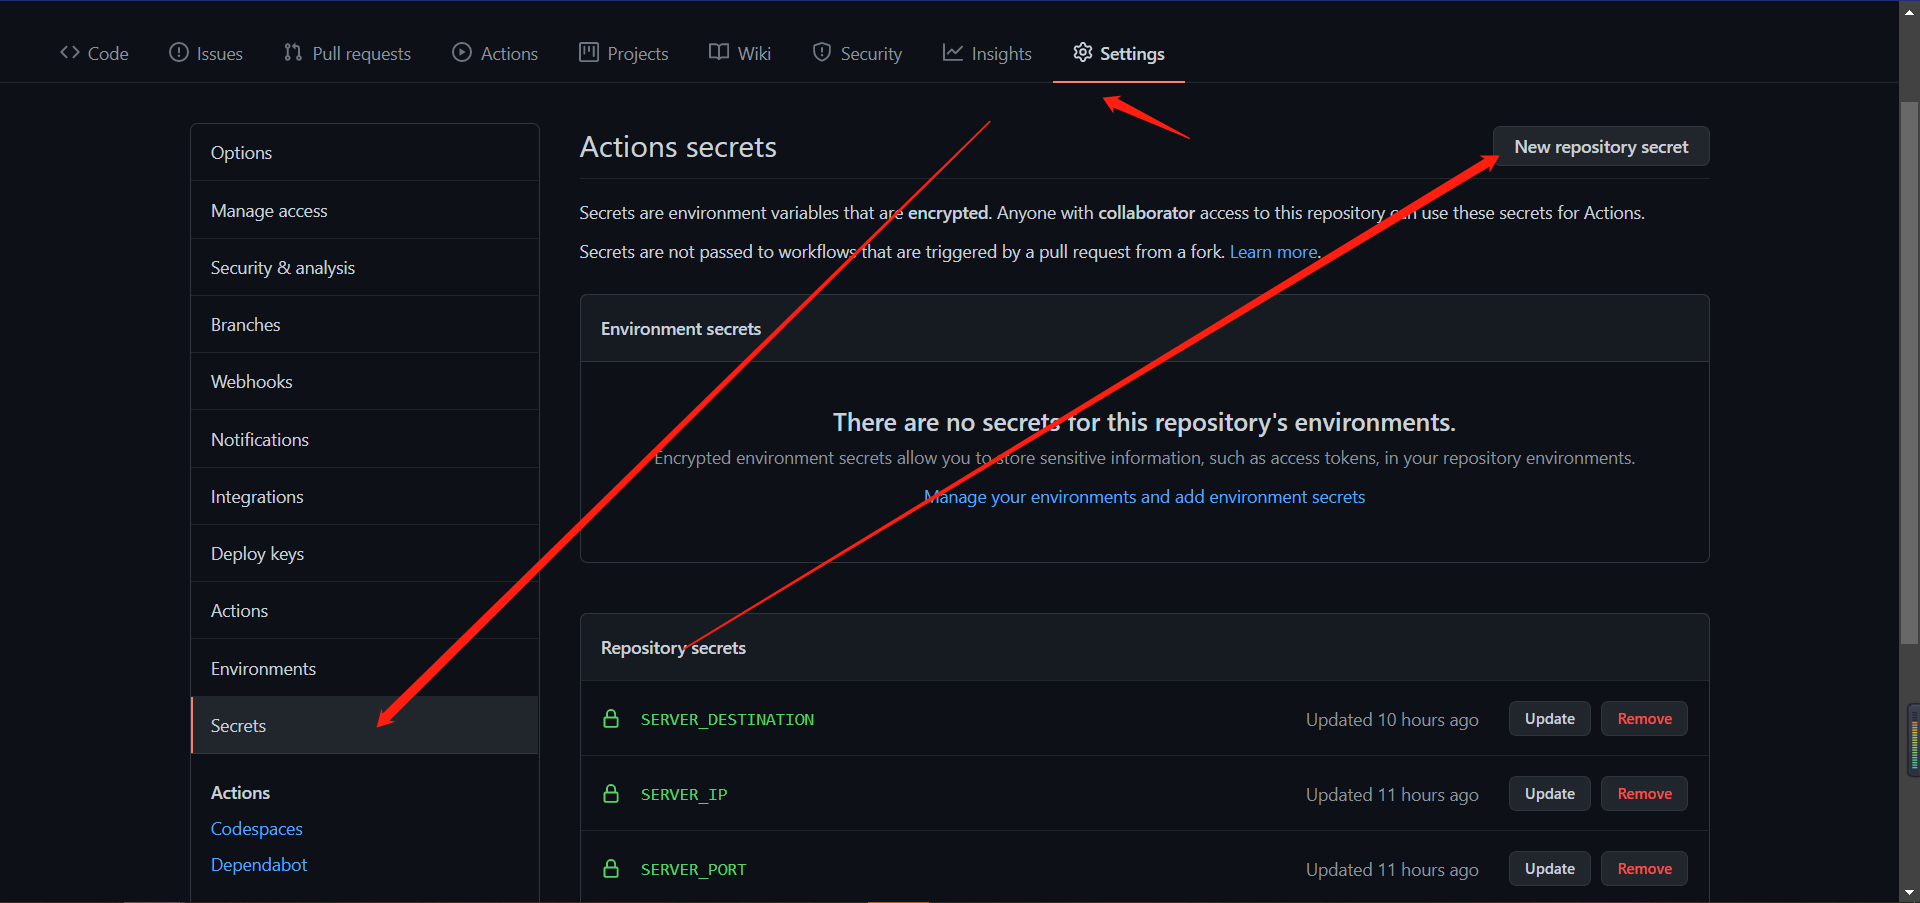 Code Issues Pull requests Actions Projects Wiki Security Insights Settings
Options
Manage access
Security & analysis
Branches
Webhooks
Notifications
Integrations
Deploy keys
Actions
Environments
Secrets
Actions
Codespaces
Dependabot
Actions secrets
New repository secret
Secrets are environment variables that are encrypted. Anyone with collaborator access to this repository can use these secrets for Actions.
Secrets are not passed to workflows that are triggered by a pull request from a fork. Learn more.
Environment secrets
There are no secrets for this repository's environments.
Encrypted environment secrets allow you to store sensitive information, such as access tokens, in your repository environments.
Manage your environments and add environment secrets
Repository secrets
SERVER_DESTINATION Updated 10 hours ago Update Remove
SERVER_IP Updated 11 hours ago Update Remove
SERVER_PORT Updated 11 hours ago Update Remove